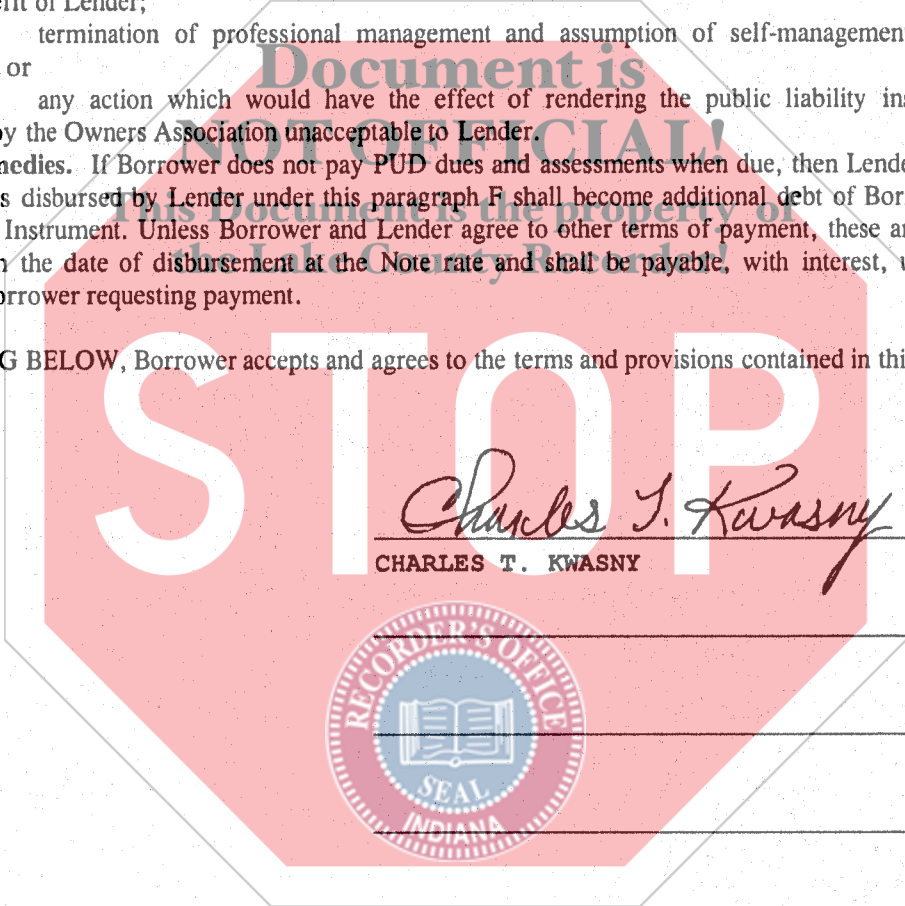 erit of Lender;
termination of professional management and assumption of self-management
or
Document is
any action which would have the effect of rendering the public liability ins
by the Owners Association unacceptable to Lender.
NOT OFFICIAL!
medies. If Borrower does not pay PUD dues and assessments when due, then Lende
s disbursed by Lender under this paragraph F shall become additional debt of Bor
This Document is the property of
Instrument. Unless Borrower and Lender agree to other terms of payment, these a
n the date of disbursement at the Note rate and shall be payable, with interest, u
the Lake County Recorder!
orrower requesting payment.
G BELOW, Borrower accepts and agrees to the terms and provisions contained in thi
STOP
Charles T. Kwasny
CHARLES T. KWASNY
RECORDER'S OFFICE
SEAL
INDIANA